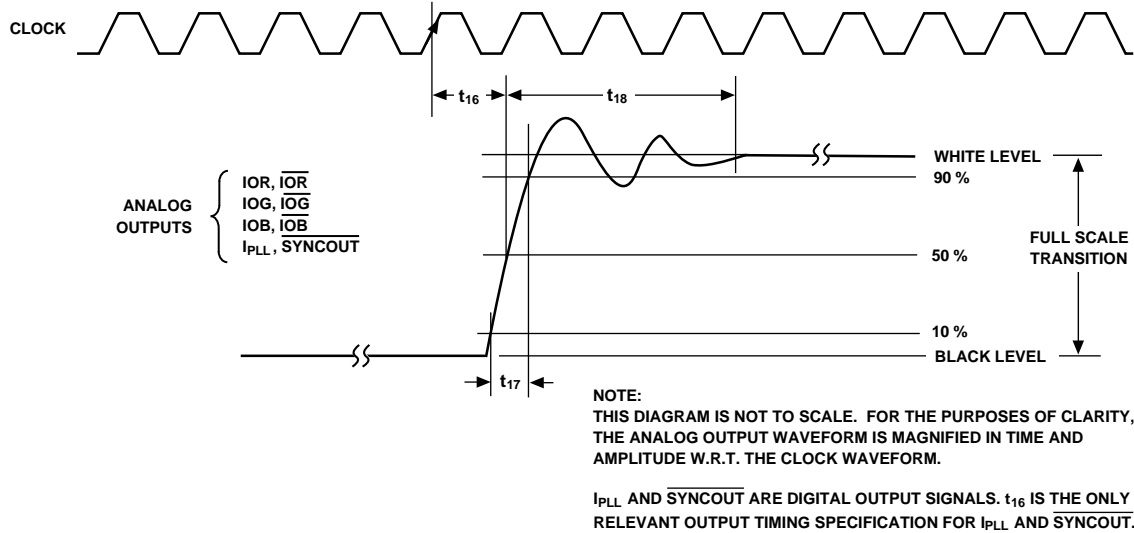 CLOCK
t16
t18
WHITE LEVEL
90 %
IOR, IOR
IOG, IOG
IOB, IOB
IPLL, SYNCOUT
ANALOG
OUTPUTS
50 %
FULL SCALE
TRANSITION
10 %
BLACK LEVEL
t17
NOTE:
THIS DIAGRAM IS NOT TO SCALE. FOR THE PURPOSES OF CLARITY,
THE ANALOG OUTPUT WAVEFORM IS MAGNIFIED IN TIME AND
AMPLITUDE W.R.T. THE CLOCK WAVEFORM.
IPLL AND SYNCOUT ARE DIGITAL OUTPUT SIGNALS. t16 IS THE ONLY
RELEVANT OUTPUT TIMING SPECIFICATION FOR IPLL AND SYNCOUT.